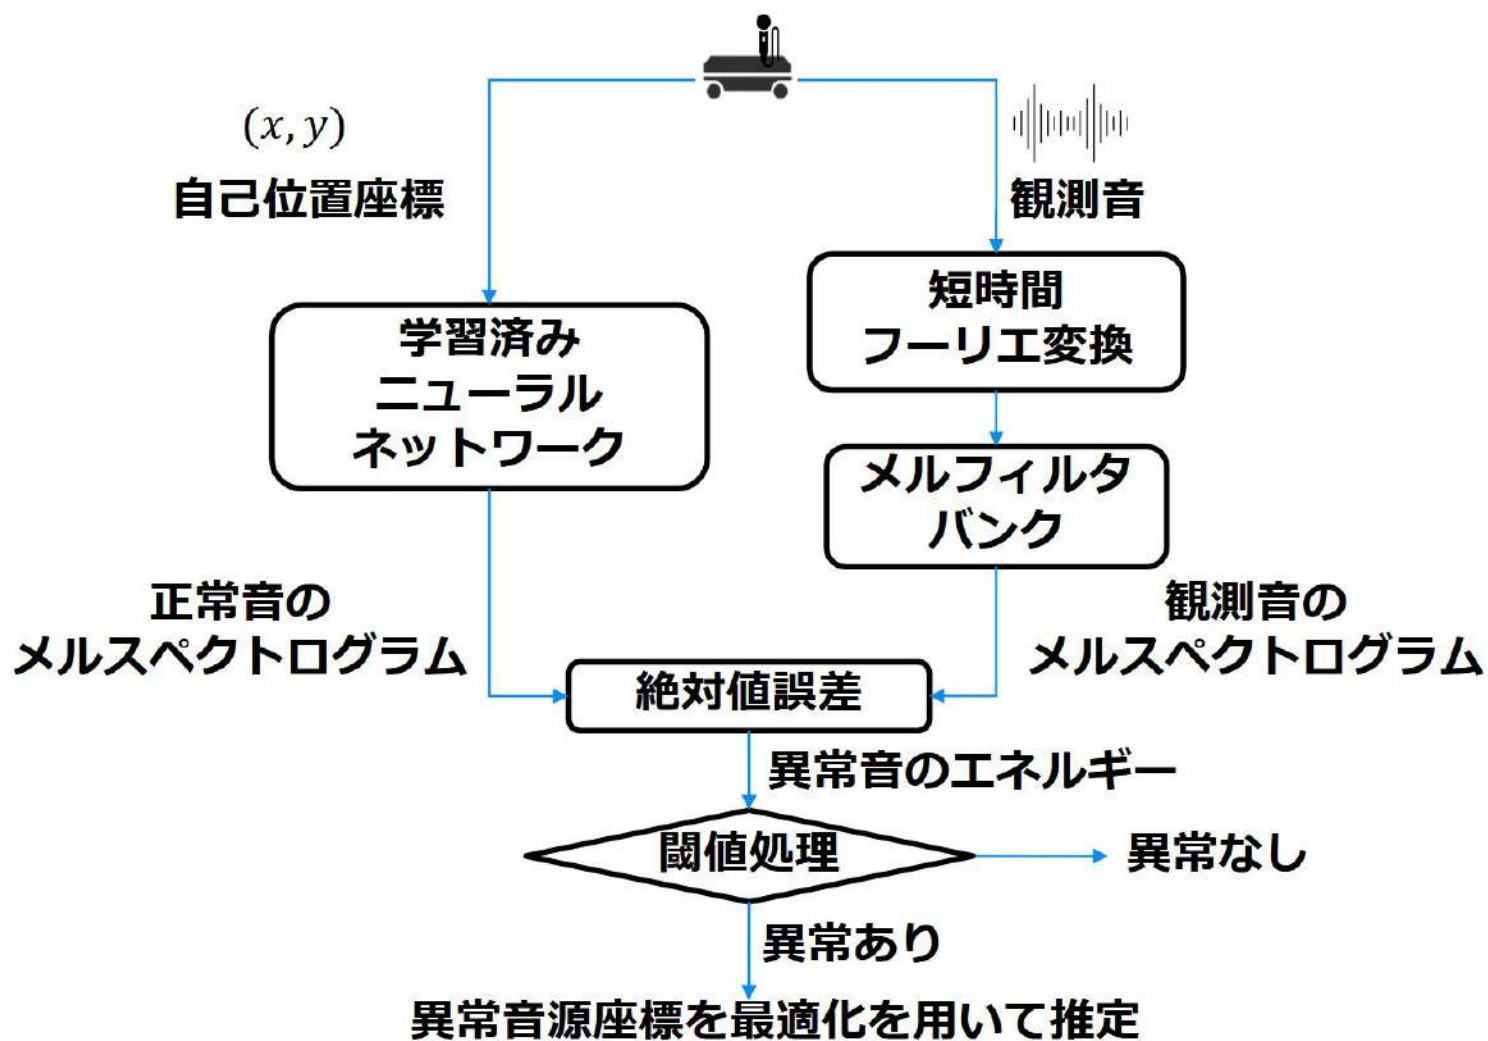 (x, y)
自己位置座標
観測音
短時間
フーリエ変換
学習済み
ニューラル
ネットワーク
メルフィルタ
バンク
正常音の
メルスペクトログラム
観測音の
メルスペクトログラム
絶対値誤差
異常音のエネルギー
閾値処理
異常なし
異常あり
異常音源座標を最適化を用いて推定